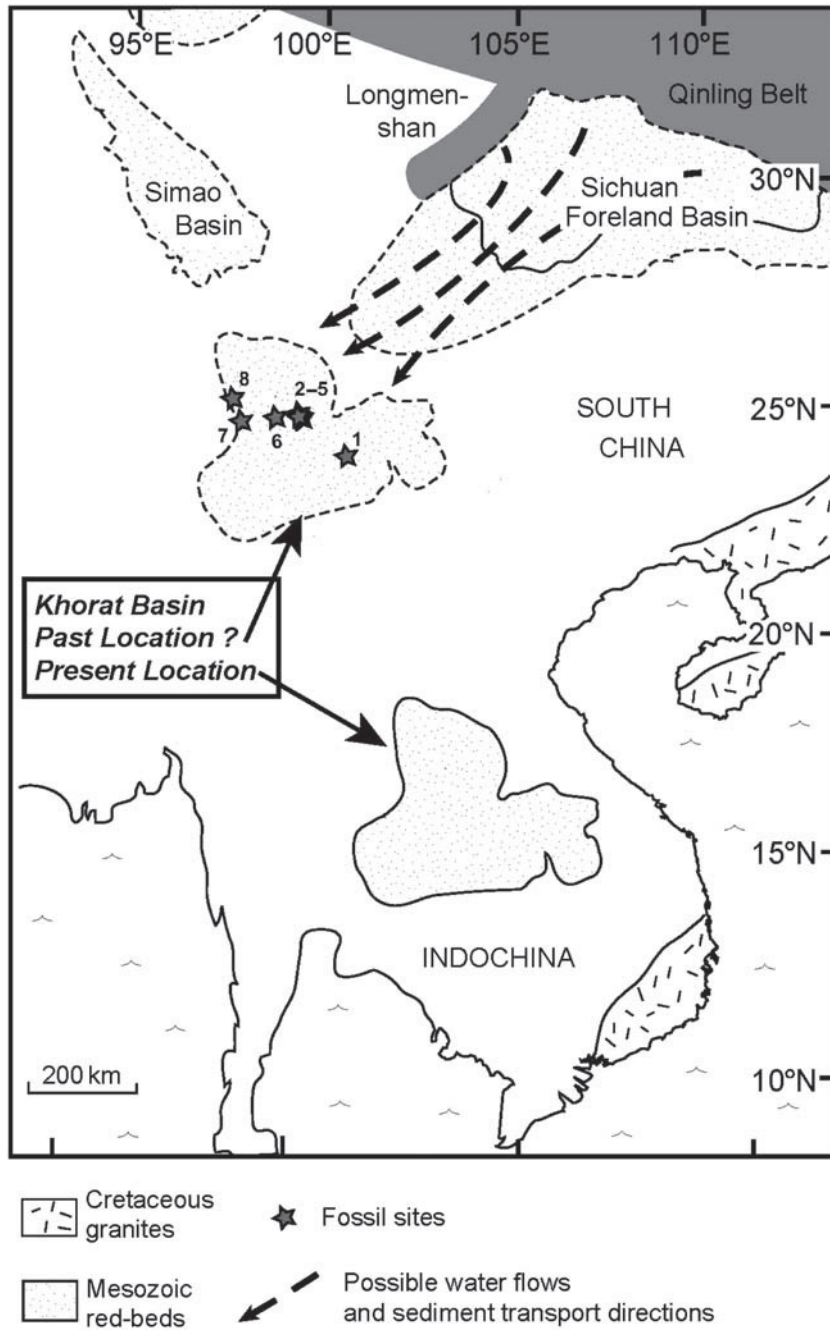 95°E 100°E 105°E 110°E
Longmen-
shan
Qinling Belt
30°N
Simao
Basin
Sichuan
Foreland Basin
8
2–5
7
6
1
25°N
SOUTH
CHINA
Khorat Basin
Past Location ?
Present Location
20°N
15°N
INDOCHINA
200 km
10°N
Cretaceous
granites
Fossil sites
Mesozoic
red-beds
Possible water flows
and sediment transport directions